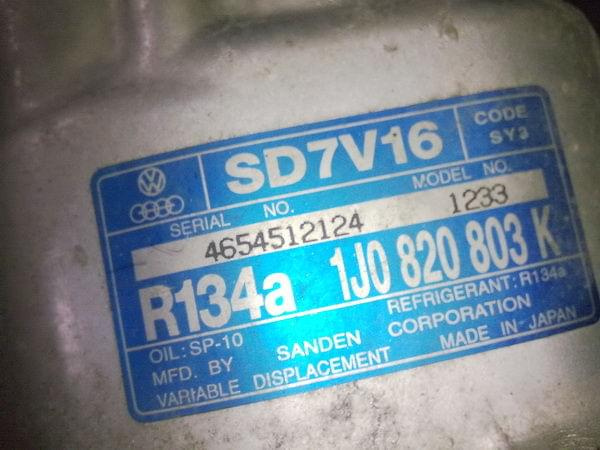 SD7V16
CODE
SY3
SERIAL NO.
MODEL NO.
4654512124
1233
R134a
1J0 820 803 K
OIL: SP-10
REFRIGERANT: R134a
MFD. BY SANDEN CORPORATION
VARIABLE DISPLACEMENT
MADE IN JAPAN